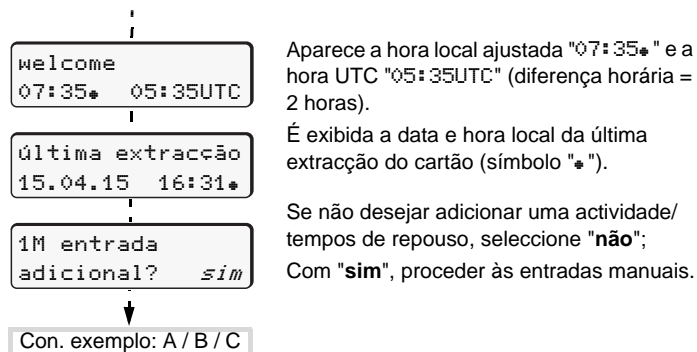 welcome
07:35• 05:35UTC
última extracção
15.04.15 16:31•
1M entrada
adicional? sim
Con. exemplo: A / B / C
Aparece a hora local ajustada "07:35•" e a
hora UTC "05:35UTC" (diferença horária =
2 horas).
É exibida a data e hora local da última
extracção do cartão (símbolo "•").
Se não desejar adicionar uma actividade/
tempos de repouso, seleccione "não";
Com "sim", proceder às entradas manuais.